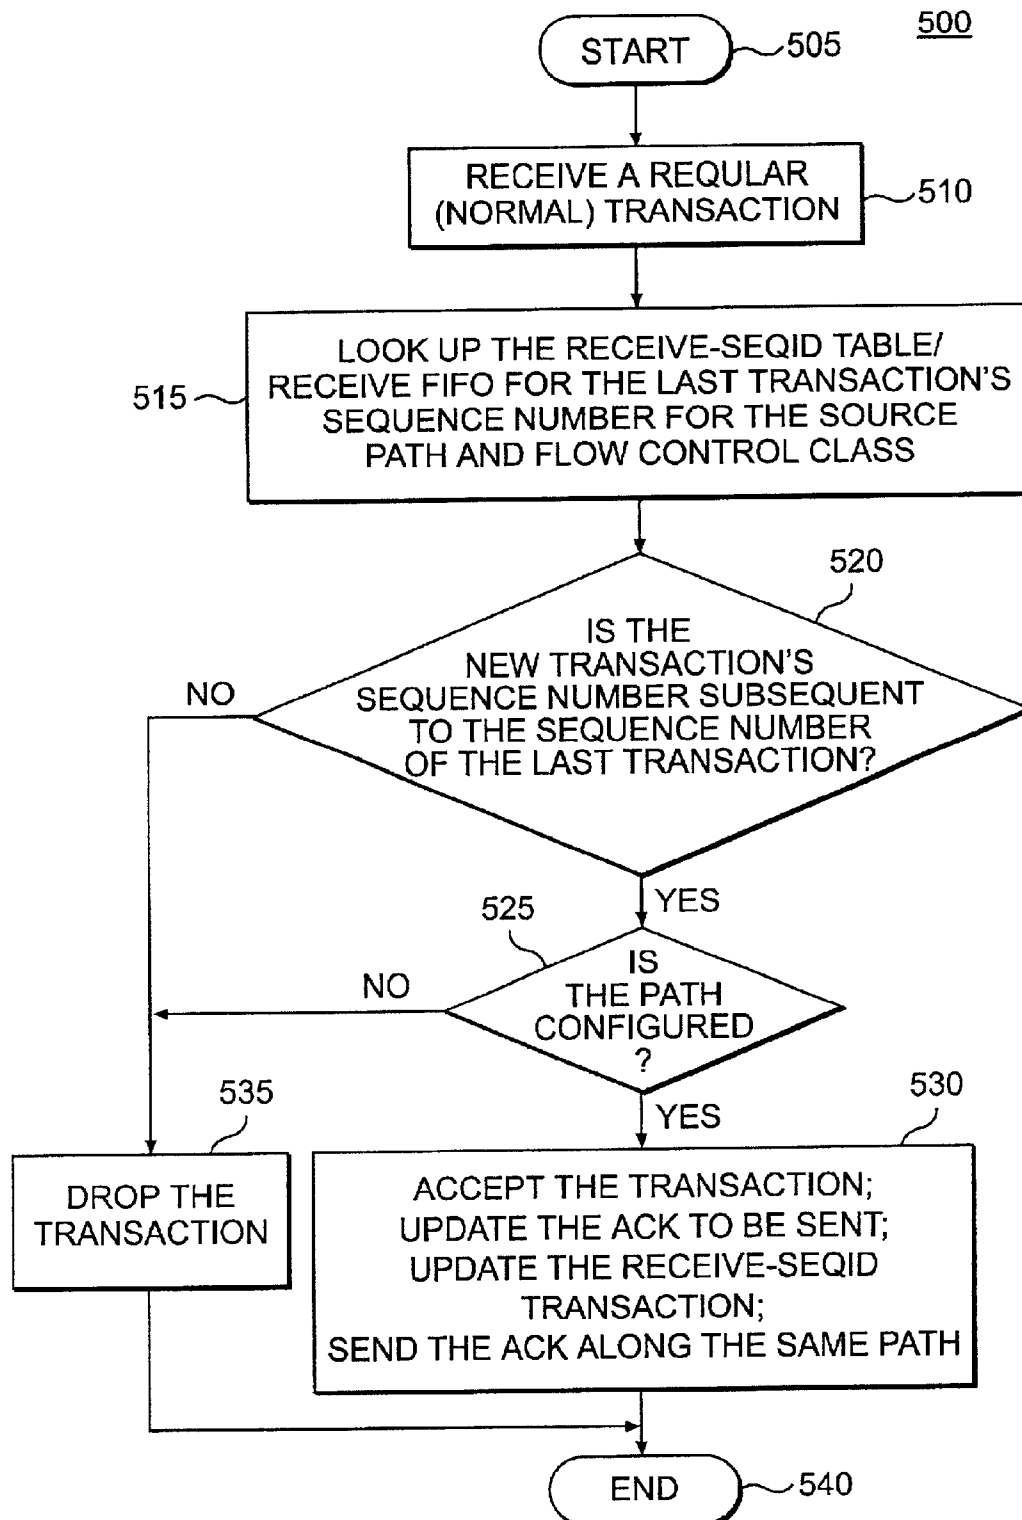 500
START
505
RECEIVE A REQULAR
(NORMAL) TRANSACTION
510
LOOK UP THE RECEIVE-SEQID TABLE/
RECEIVE FIFO FOR THE LAST TRANSACTION'S
SEQUENCE NUMBER FOR THE SOURCE
PATH AND FLOW CONTROL CLASS
515
520
IS THE
NEW TRANSACTION'S
SEQUENCE NUMBER SUBSEQUENT
TO THE SEQUENCE NUMBER
OF THE LAST TRANSACTION?
NO
YES
525
IS
THE PATH
CONFIGURED
?
NO
YES
535
DROP THE
TRANSACTION
530
ACCEPT THE TRANSACTION;
UPDATE THE ACK TO BE SENT;
UPDATE THE RECEIVE-SEQID
TRANSACTION;
SEND THE ACK ALONG THE SAME PATH
END
540